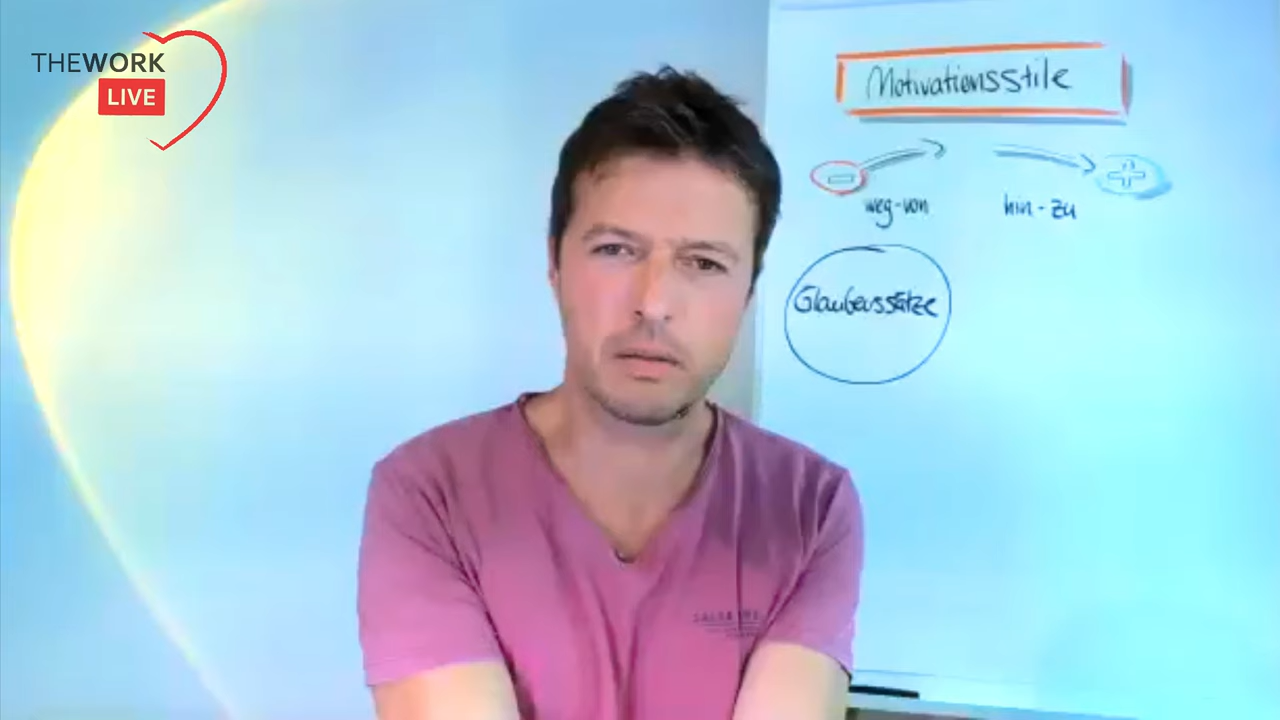 THEWORK
LIVE
Motivationsstile
weg-von
hin-zu
Glaubenssätze